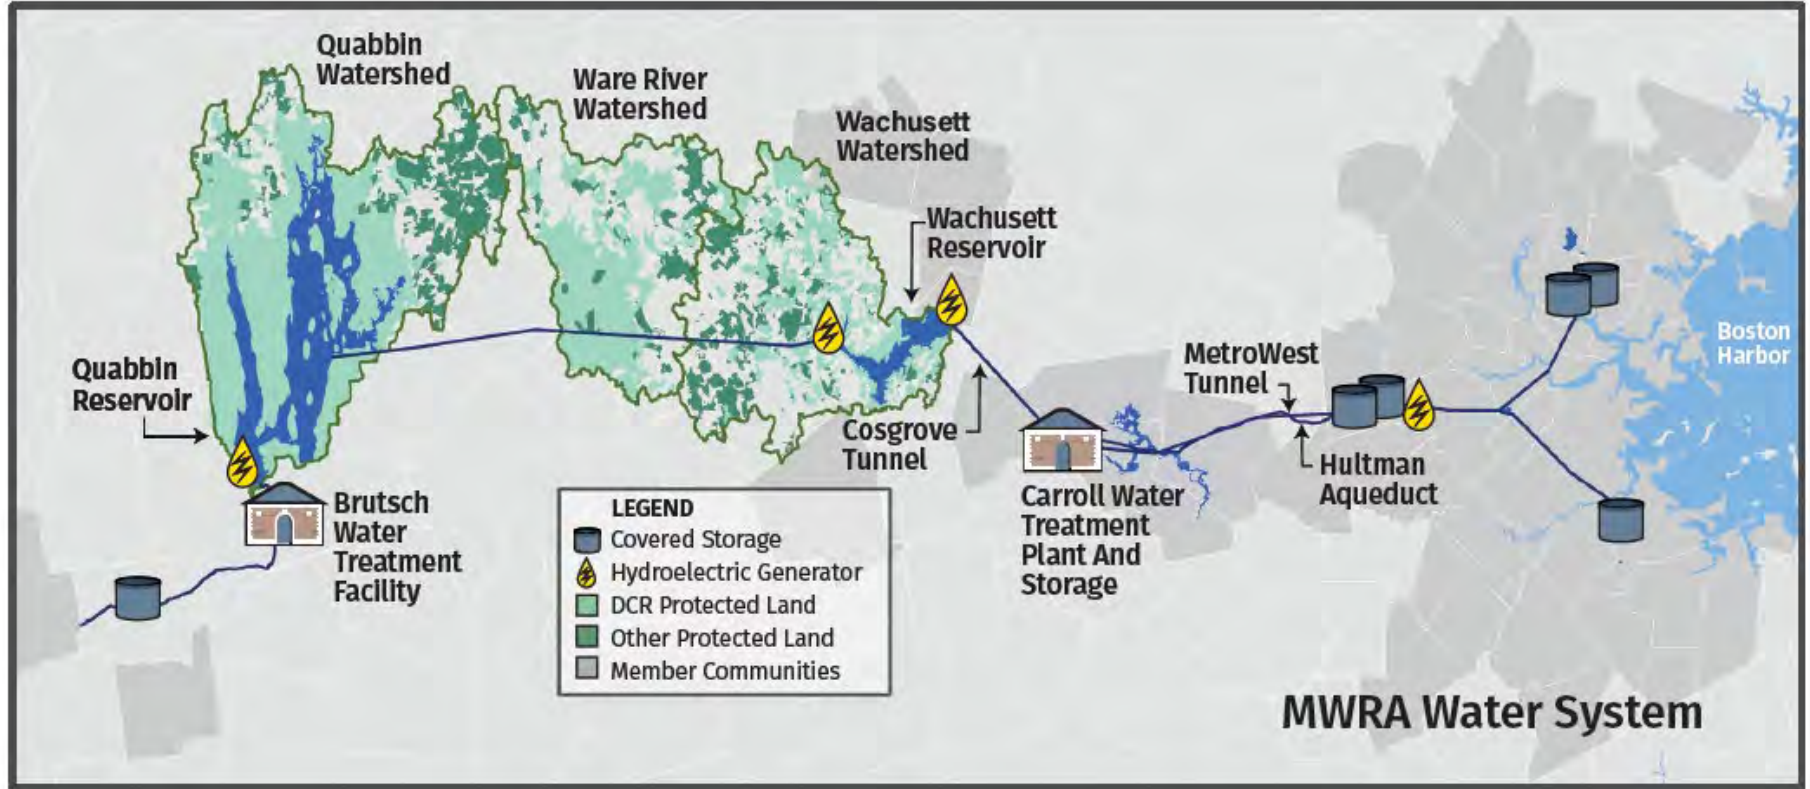 Quabbin
Watershed
Ware River
Watershed
Wachusett
Watershed
Wachusett
Reservoir
Quabbin
Reservoir
Boston
Harbor
MetroWest
Tunnel
Cosgrove
Tunnel
Hultman
Aqueduct
Brutsch
Water
Treatment
Facility
Carroll Water
Treatment
Plant And
Storage
LEGEND
Covered Storage
Hydroelectric Generator
DCR Protected Land
Other Protected Land
Member Communities
MWRA Water System